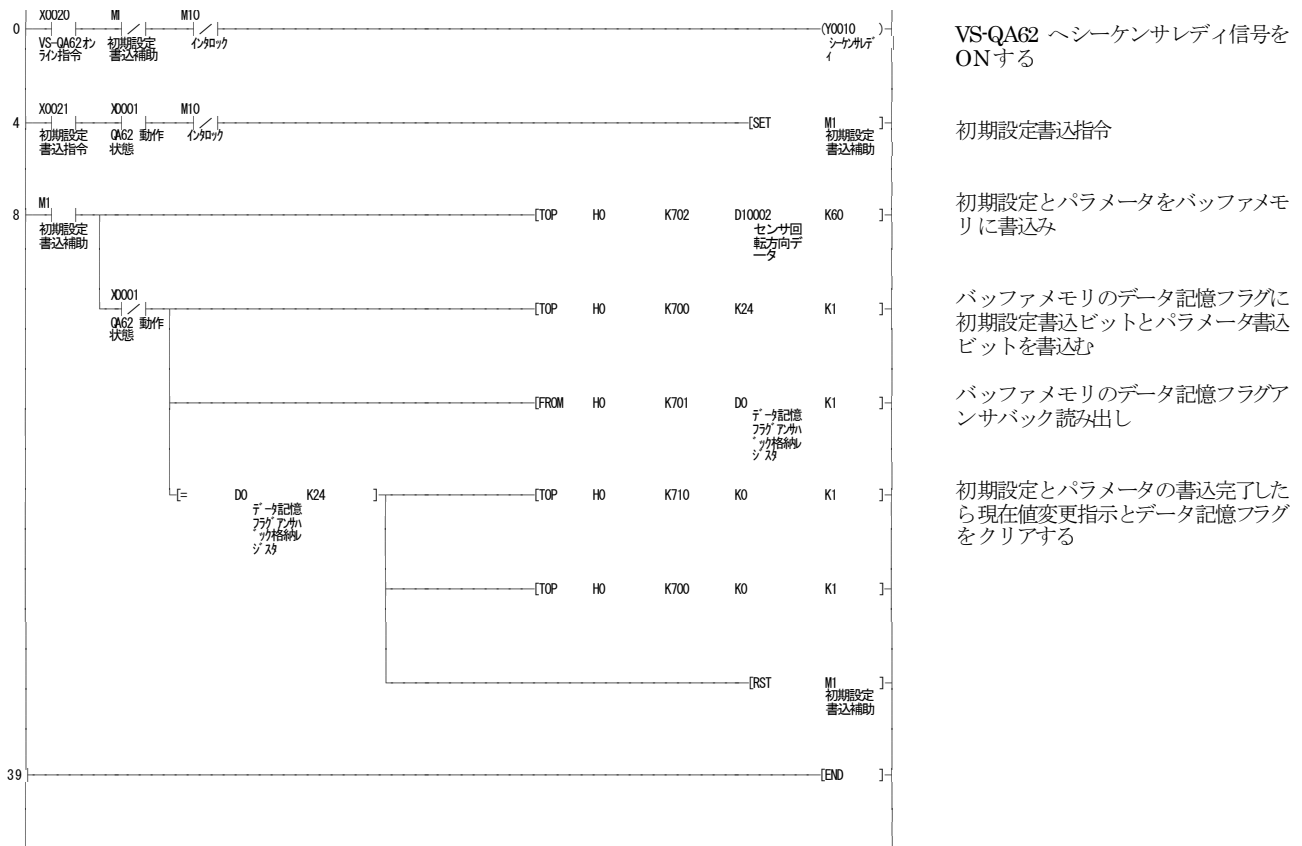 X0020 M1 M10
0 (Y0010 )
VS-QA62オン 初期設定 インタロック シーケンサレデ
ライン指令 書込補助 ィ
VS-QA62 へシーケンサレディ信号を
ONする
X0021 X0001 M10
4 [SET M1 ]
初期設定 QA62 動作 インタロック 初期設定
書込指令 状態 書込補助
初期設定書込指令
M1
8 [TOP H0 K702 D10002 K60 ]
初期設定 センサ回
書込補助 転方向デ
ータ
初期設定とパラメータをバッファメモ
リに書込み
X0001
[TOP H0 K700 K24 K1 ]
QA62 動作
状態
バッファメモリのデータ記憶フラグに
初期設定書込ビットとパラメータ書込
ビットを書込む
[FROM H0 K701 D0 K1 ]
データ記憶
フラグアンサハ
゛ック格納レ
ジスタ
バッファメモリのデータ記憶フラグア
ンサバック読み出し
[= D0 K24 ] [TOP H0 K710 K0 K1 ]
データ記憶
フラグアンサハ
゛ック格納レ
ジスタ
初期設定とパラメータの書込完了した
ら現在値変更指示とデータ記憶フラグ
をクリアする
[TOP H0 K700 K0 K1 ]
[RST M1 ]
初期設定
書込補助
39 [END ]